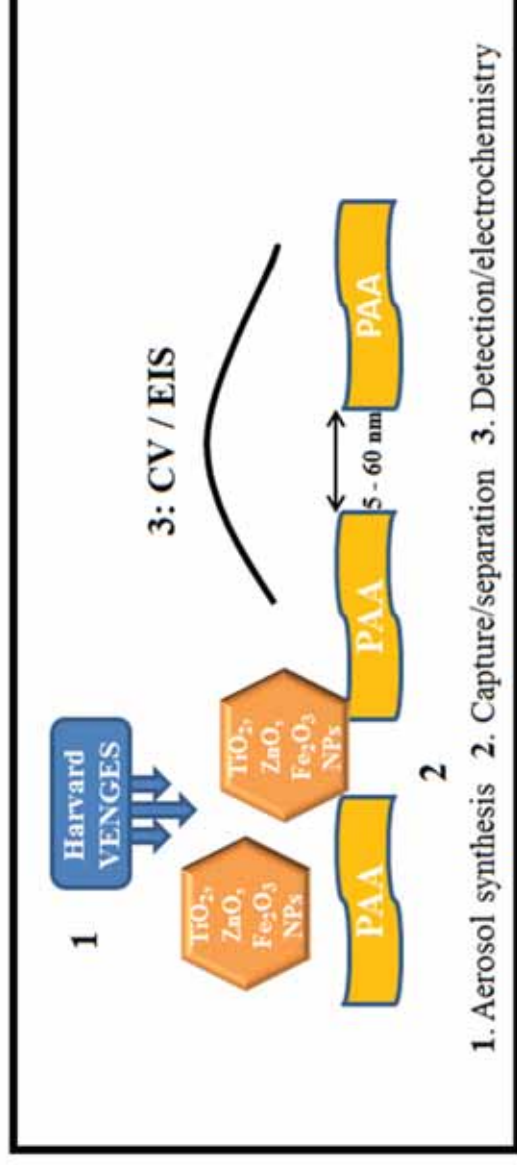 1
Harvard
VENGES
TiO₂,
ZnO,
Fe₂O₃
NPs
TiO₂,
ZnO,
Fe₂O₃
NPs
3: CV / EIS
PAA
PAA
5 - 60 nm
PAA
2
1. Aerosol synthesis 2. Capture/separation 3. Detection/electrochemistry